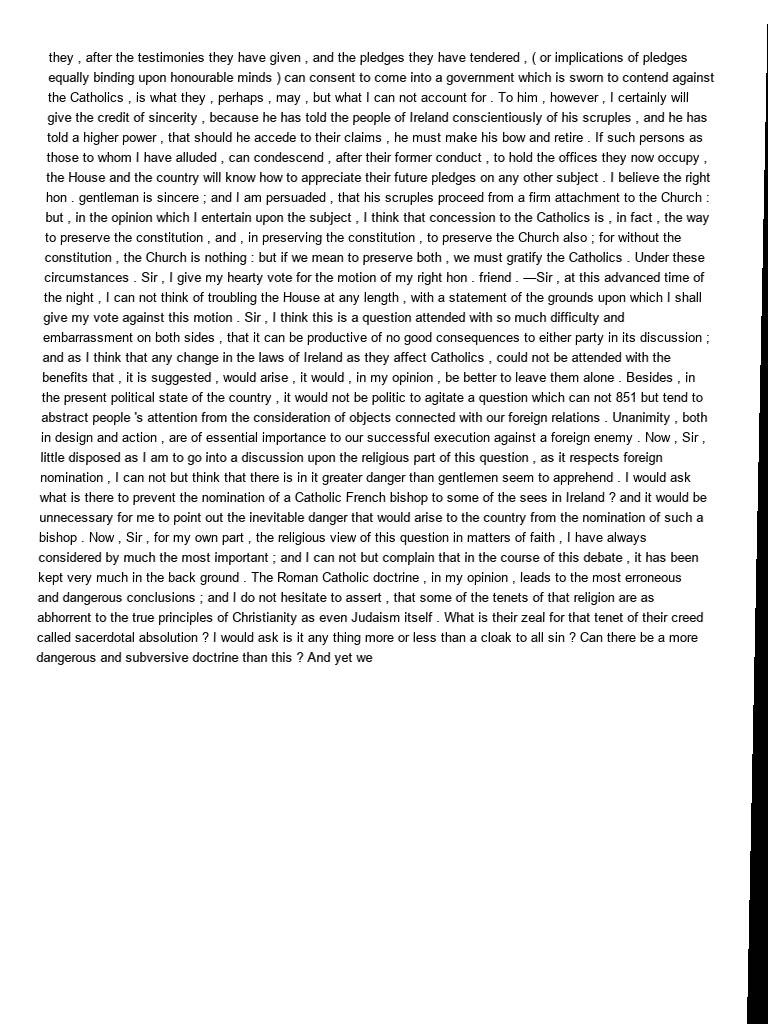 they , after the testimonies they have given , and the pledges they have tendered , ( or implications of pledges
equally binding upon honourable minds ) can consent to come into a government which is sworn to contend against
the Catholics , is what they , perhaps , may , but what I can not account for . To him , however , I certainly will
give the credit of sincerity , because he has told the people of Ireland conscientiously of his scruples , and he has
told a higher power , that should he accede to their claims , he must make his bow and retire . If such persons as
those to whom I have alluded , can condescend , after their former conduct , to hold the offices they now occupy ,
the House and the country will know how to appreciate their future pledges on any other subject . I believe the right
hon . gentleman is sincere ; and I am persuaded , that his scruples proceed from a firm attachment to the Church :
but , in the opinion which I entertain upon the subject , I think that concession to the Catholics is , in fact , the way
to preserve the constitution , and , in preserving the constitution , to preserve the Church also ; for without the
constitution , the Church is nothing : but if we mean to preserve both , we must gratify the Catholics . Under these
circumstances . Sir , I give my hearty vote for the motion of my right hon . friend . —Sir , at this advanced time of
the night , I can not think of troubling the House at any length , with a statement of the grounds upon which I shall
give my vote against this motion . Sir , I think this is a question attended with so much difficulty and
embarrassment on both sides , that it can be productive of no good consequences to either party in its discussion ;
and as I think that any change in the laws of Ireland as they affect Catholics , could not be attended with the
benefits that , it is suggested , would arise , it would , in my opinion , be better to leave them alone . Besides , in
the present political state of the country , it would not be politic to agitate a question which can not 851 but tend to
abstract people 's attention from the consideration of objects connected with our foreign relations . Unanimity , both
in design and action , are of essential importance to our successful execution against a foreign enemy . Now , Sir ,
little disposed as I am to go into a discussion upon the religious part of this question , as it respects foreign
nomination , I can not but think that there is in it greater danger than gentlemen seem to apprehend . I would ask
what is there to prevent the nomination of a Catholic French bishop to some of the sees in Ireland ? and it would be
unnecessary for me to point out the inevitable danger that would arise to the country from the nomination of such a
bishop . Now , Sir , for my own part , the religious view of this question in matters of faith , I have always
considered by much the most important ; and I can not but complain that in the course of this debate , it has been
kept very much in the back ground . The Roman Catholic doctrine , in my opinion , leads to the most erroneous
and dangerous conclusions ; and I do not hesitate to assert , that some of the tenets of that religion are as
abhorrent to the true principles of Christianity as even Judaism itself . What is their zeal for that tenet of their creed
called sacerdotal absolution ? I would ask is it any thing more or less than a cloak to all sin ? Can there be a more
dangerous and subversive doctrine than this ? And yet we